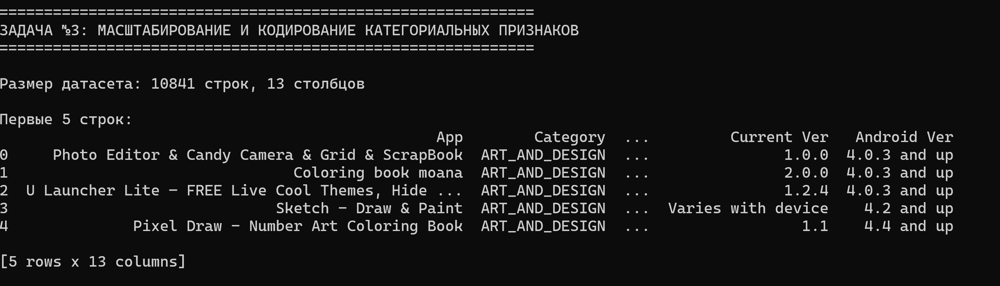 ============================================================
ЗАДАЧА №3: МАСШТАБИРОВАНИЕ И КОДИРОВАНИЕ КАТЕГОРИАЛЬНЫХ ПРИЗНАКОВ
============================================================
Размер датасета: 10841 строк, 13 столбцов
Первые 5 строк:
App Category ... Current Ver Android Ver
0 Photo Editor & Candy Camera & Grid & ScrapBook ART_AND_DESIGN ... 1.0.0 4.0.3 and up
1 Coloring book moana ART_AND_DESIGN ... 2.0.0 4.0.3 and up
2 U Launcher Lite – FREE Live Cool Themes, Hide ... ART_AND_DESIGN ... 1.2.4 4.0.3 and up
3 Sketch - Draw & Paint ART_AND_DESIGN ... Varies with device 4.2 and up
4 Pixel Draw - Number Art Coloring Book ART_AND_DESIGN ... 1.1 4.4 and up
[5 rows x 13 columns]